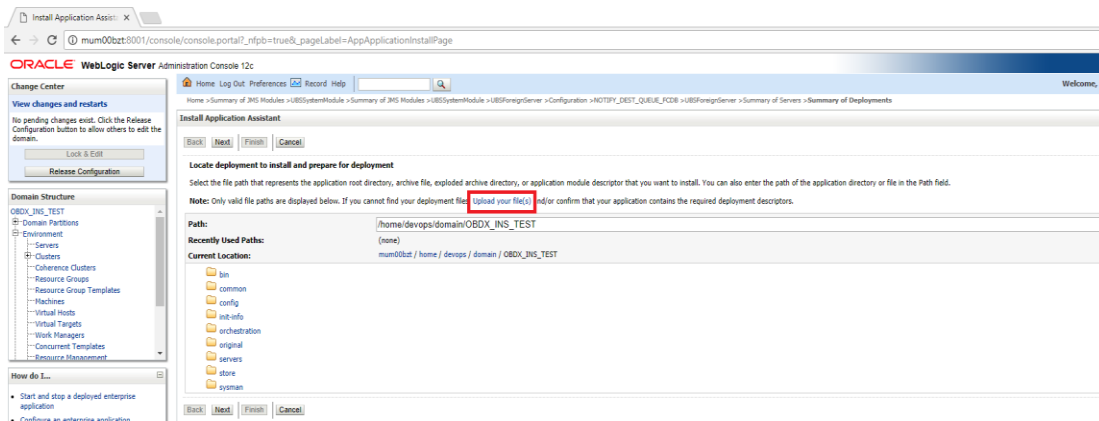 Install Application Assist
mum00bzt:8001/console/console.portal?_nfpb=true&_pageLabel=AppApplicationInstallPage
ORACLE WebLogic Server Administration Console 12c
Change Center
View changes and restarts
No pending changes exist. Click the Release
Configuration button to allow others to edit the
domain.
Lock & Edit
Release Configuration
Domain Structure
OBDX_INS_TEST
Domain Partitions
Environment
Servers
Clusters
Coherence Clusters
Resource Groups
Resource Group Templates
Machines
Virtual Hosts
Virtual Targets
Work Managers
Concurrent Templates
Resource Management
How do I...
Start and stop a deployed enterprise
application
Configure an enterprise application
Home Log Out Preferences Record Help
Welcome,
Home >Summary of JMS Modules >UBSSystemModule >Summary of JMS Modules >UBSSystemModule >UBSForeignServer >Configuration >NOTIFY_DEST_QUEUE_FCDB >UBSForeignServer >Summary of Servers >Summary of Deployments
Install Application Assistant
Back Next Finish Cancel
Locate deployment to install and prepare for deployment
Select the file path that represents the application root directory, archive file, exploded archive directory, or application module descriptor that you want to install. You can also enter the path of the application directory or file in the Path field.
Note: Only valid file paths are displayed below. If you cannot find your deployment files, Upload your file(s) and/or confirm that your application contains the required deployment descriptors.
Path: /home/devops/domain/OBDX_INS_TEST
Recently Used Paths: (none)
Current Location: mum00bzt / home / devops / domain / OBDX_INS_TEST
bin
common
config
init-info
orchestration
original
servers
store
sysman
Back Next Finish Cancel